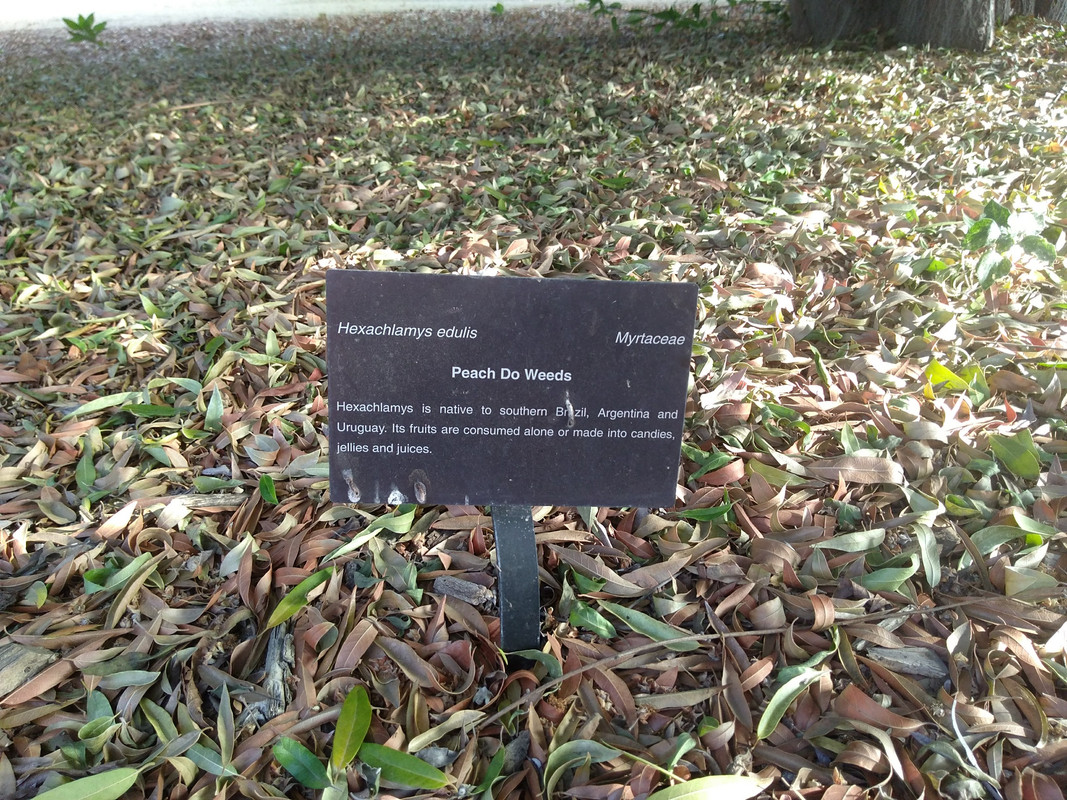 Hexachlamys edulis Myrtaceae
Peach Do Weeds
Hexachlamys is native to southern Brazil, Argentina and
Uruguay. Its fruits are consumed alone or made into candies,
jellies and juices.